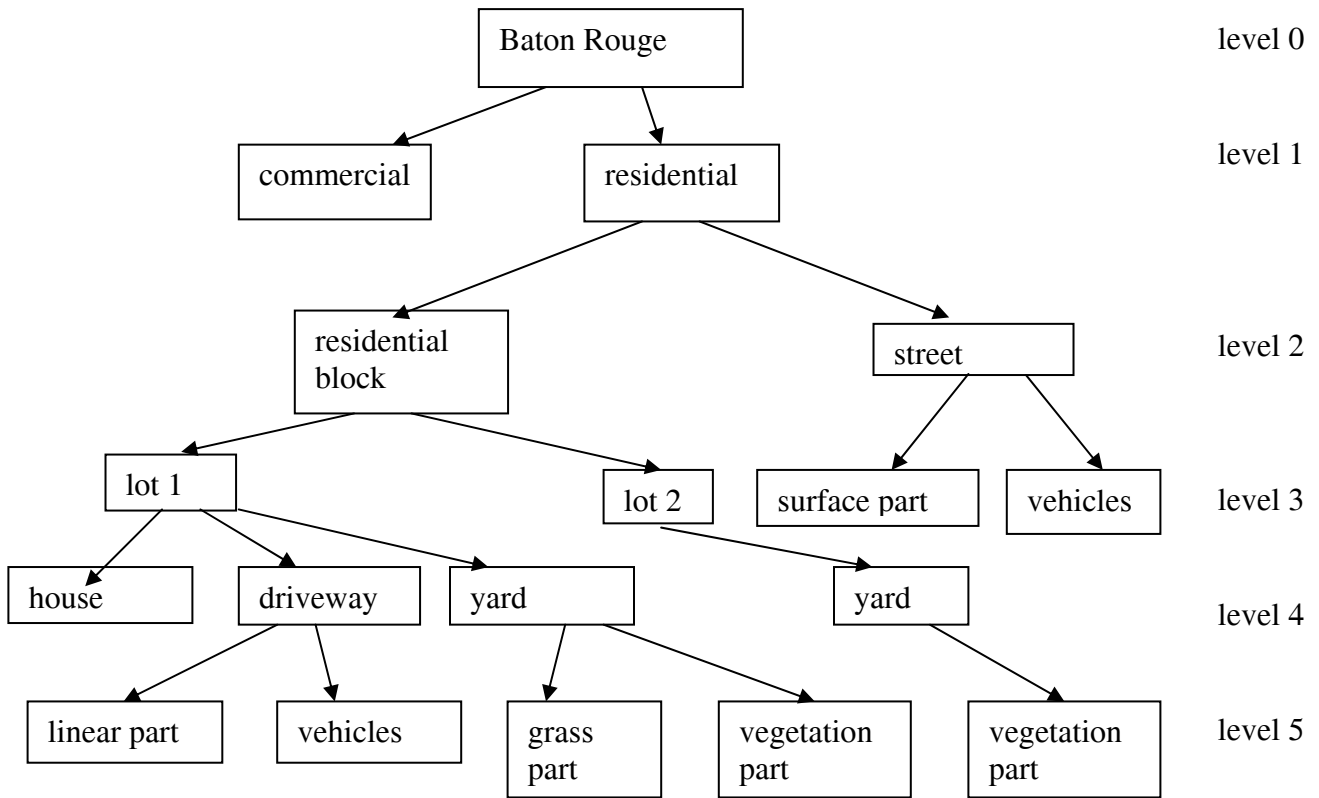 Baton Rouge
level 0
commercial
residential
level 1
residential
block
street
level 2
lot 1
lot 2
surface part
vehicles
level 3
house
driveway
yard
yard
level 4
linear part
vehicles
grass
part
vegetation
part
vegetation
part
level 5